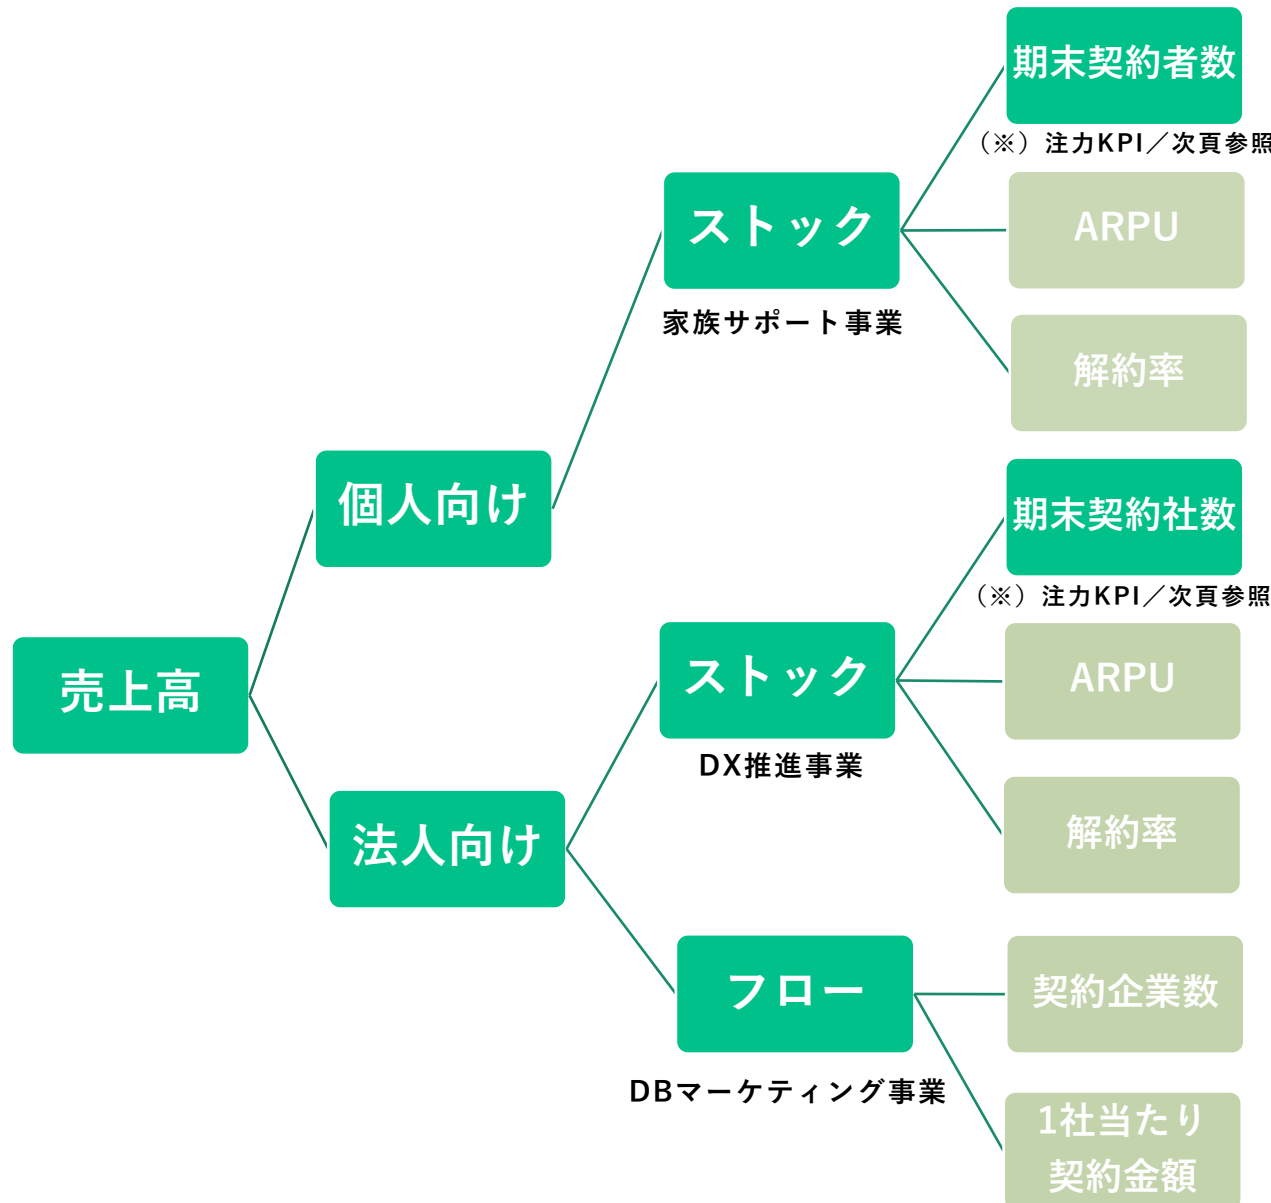 期末契約者数
（※）注力KPI／次頁参照
ストック
ARPU
家族サポート事業
解約率
個人向け
期末契約社数
（※）注力KPI／次頁参照
売上高
ストック
ARPU
DX推進事業
法人向け
解約率
フロー
契約企業数
DBマーケティング事業
1社当たり
契約金額